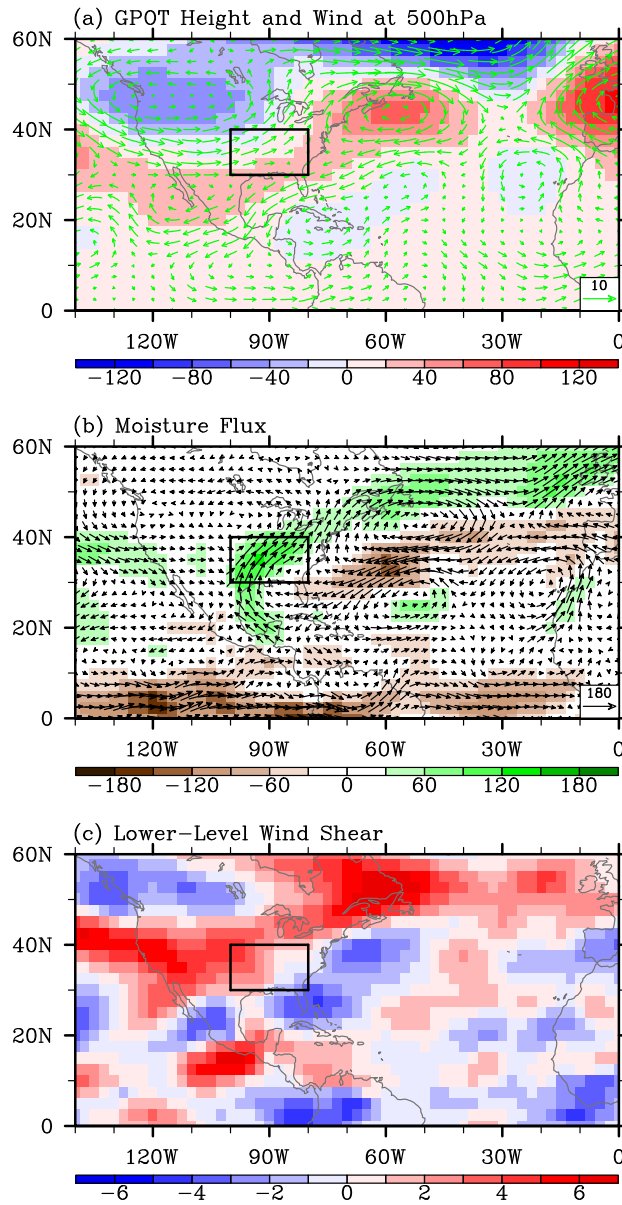 (a) GPOT Height and Wind at 500hPa
60N
40N
20N
0
10
120W 90W 60W 30W 0
−120 −80 −40 0 40 80 120
(b) Moisture Flux
60N
40N
20N
0
180
120W 90W 60W 30W 0
−180 −120 −60 0 60 120 180
(c) Lower−Level Wind Shear
60N
40N
20N
0
120W 90W 60W 30W 0
−6 −4 −2 0 2 4 6